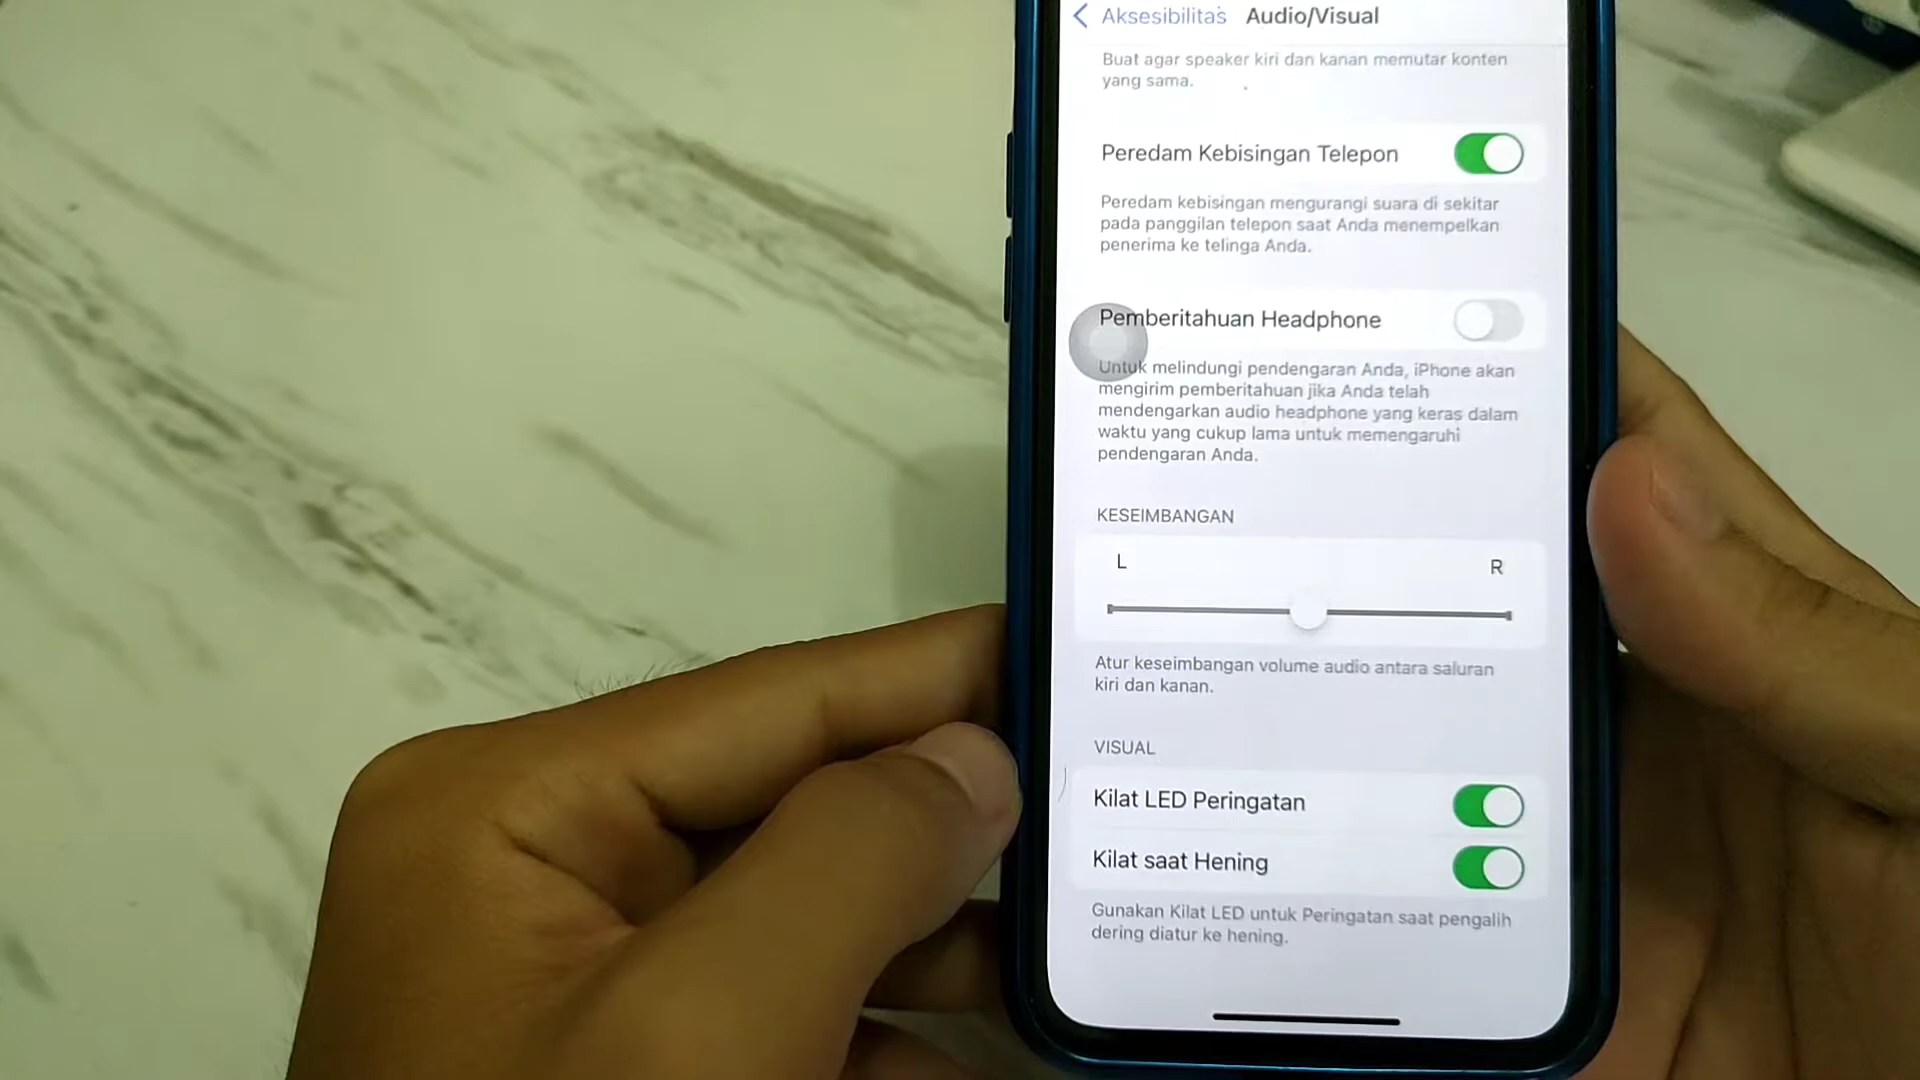 Aksesibilitas Audio/Visual
Buat agar speaker kiri dan kanan memutar konten
yang sama.
Peredam Kebisingan Telepon
Peredam kebisingan mengurangi suara di sekitar
pada panggilan telepon saat Anda menempelkan
penerima ke telinga Anda.
Pemberitahuan Headphone
Untuk melindungi pendengaran Anda, iPhone akan
mengirim pemberitahuan jika Anda telah
mendengarkan audio headphone yang keras dalam
waktu yang cukup lama untuk memengaruhi
pendengaran Anda.
KESEIMBANGAN
L R
Atur keseimbangan volume audio antara saluran
kiri dan kanan.
VISUAL
Kilat LED Peringatan
Kilat saat Hening
Gunakan Kilat LED untuk Peringatan saat pengalih
dering diatur ke hening.